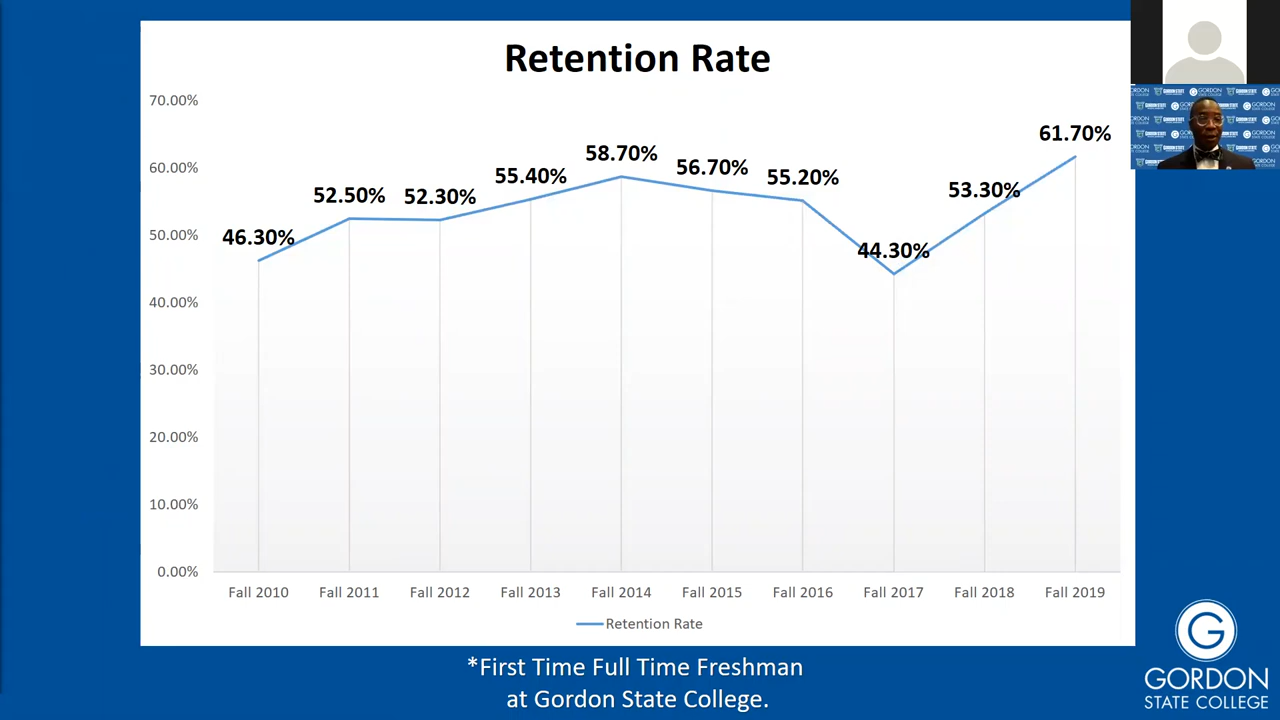 Retention Rate
70.00%
60.00%
50.00%
40.00%
30.00%
20.00%
10.00%
0.00%
46.30%
52.50%
52.30%
55.40%
58.70%
56.70%
55.20%
44.30%
53.30%
61.70%
Fall 2010
Fall 2011
Fall 2012
Fall 2013
Fall 2014
Fall 2015
Fall 2016
Fall 2017
Fall 2018
Fall 2019
Retention Rate
*First Time Full Time Freshman
at Gordon State College.
G
GORDON
STATE COLLEGE